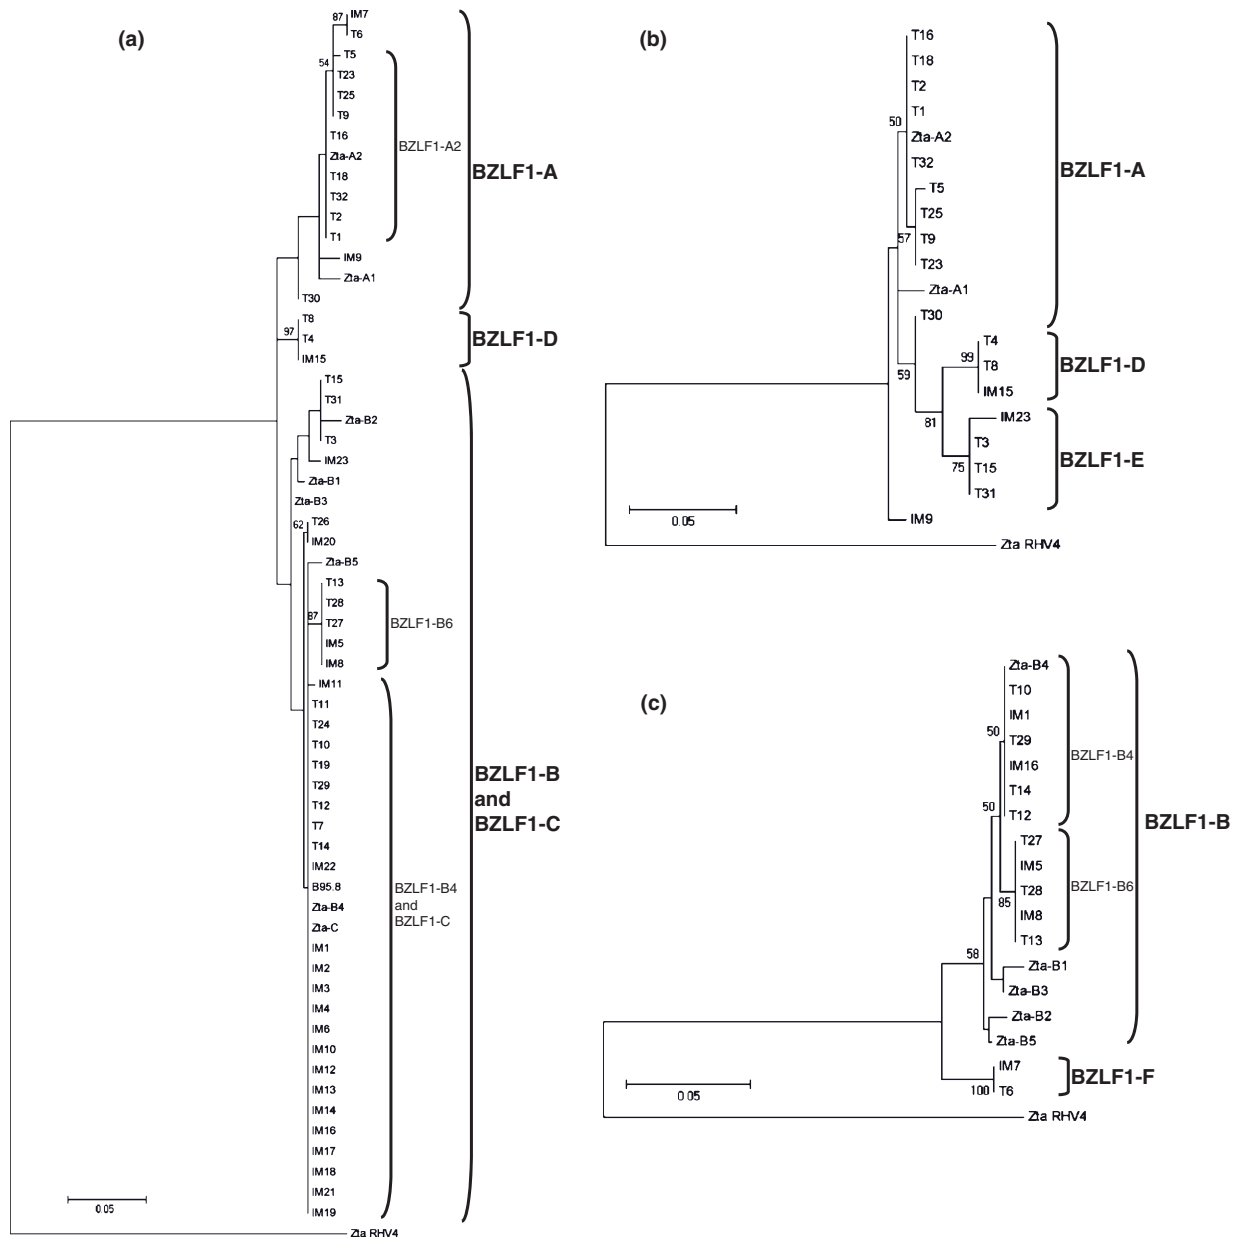 (a)
87
IM7
T6
T5
54
T23
T25
T9
T16
Zta-A2
T18
T32
T2
T1
IM9
Zta-A1
T30
BZLF1-A2
BZLF1-A
T8
97
T4
IM15
BZLF1-D
T15
T31
Zta-B2
T3
IM23
Zta-B1
Zta-B3
62
T26
IM20
Zta-B5
T13
T28
87
T27
IM5
IM8
BZLF1-B6
IM11
T11
T24
T10
T19
T29
T12
T7
T14
IM22
B95.8
Zta-B4
Zta-C
IM1
IM2
IM3
IM4
IM6
IM10
IM12
IM13
IM14
IM16
IM17
IM18
IM21
IM19
BZLF1-B4
and
BZLF1-C
BZLF1-B
and
BZLF1-C
0.05
Zta RHV4
(b)
T16
T18
T2
T1
50
Zta-A2
T32
T5
T25
57
T9
T23
Zta-A1
BZLF1-A
T30
59
T4
99
T8
IM15
BZLF1-D
81
IM23
T3
75
T15
T31
BZLF1-E
IM9
0.05
Zta RHV4
(c)
Zta-B4
T10
IM1
50
T29
IM16
T14
50
T12
BZLF1-B4
T27
IM5
T28
85
IM8
T13
BZLF1-B6
58
Zta-B1
Zta-B3
Zta-B2
Zta-B5
BZLF1-B
IM7
100
T6
BZLF1-F
0.05
Zta RHV4